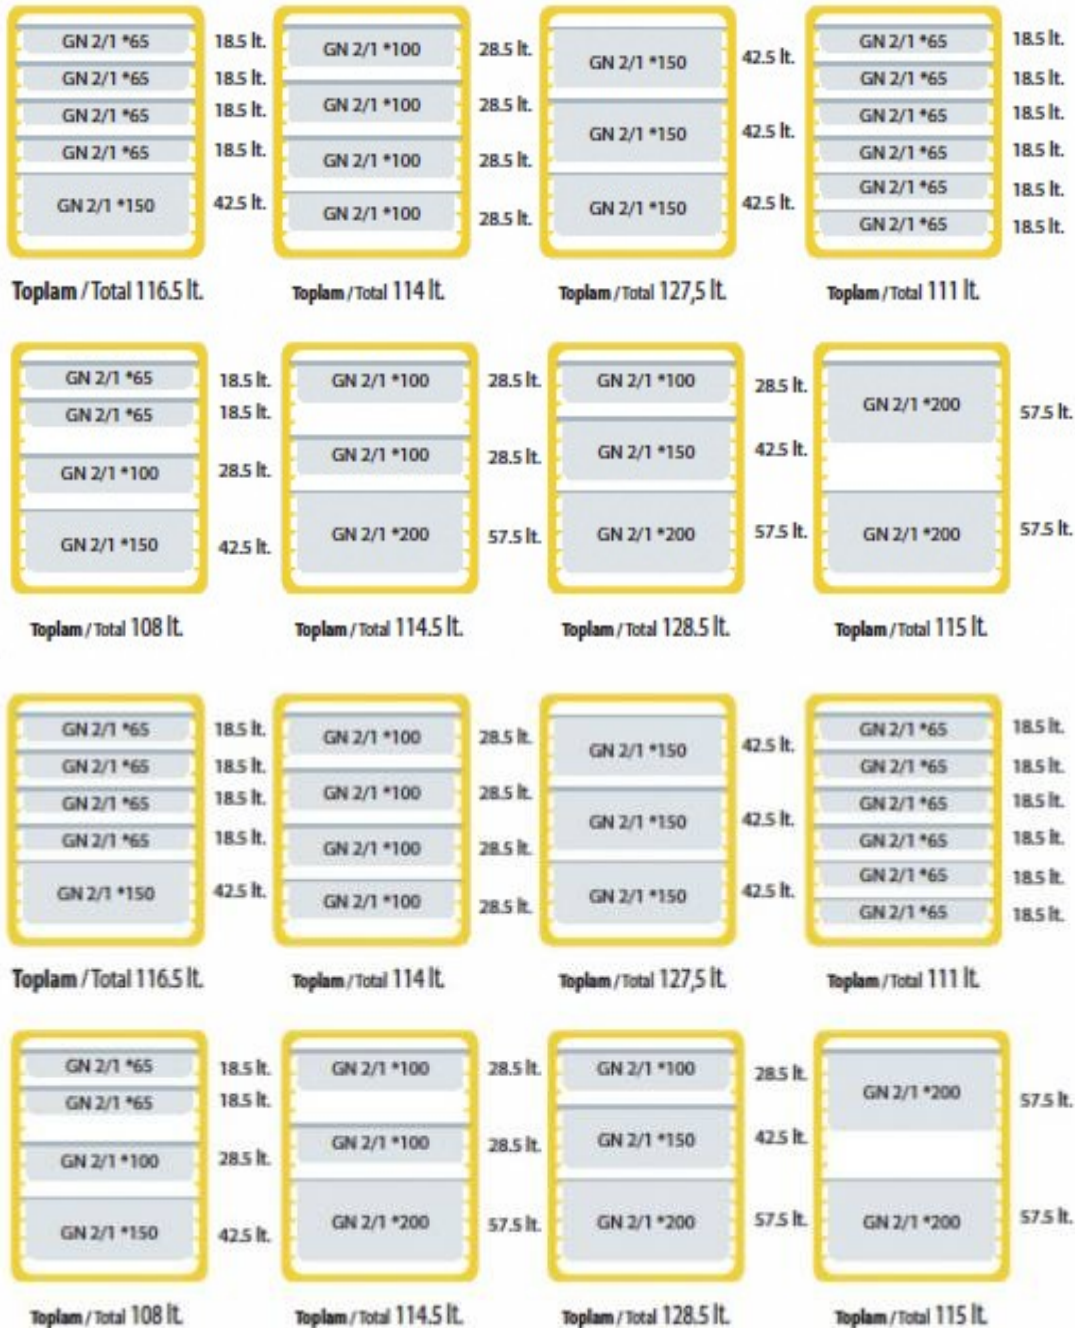 GN 2/1 *65 18.5 lt.
GN 2/1 *65 18.5 lt.
GN 2/1 *65 18.5 lt.
GN 2/1 *65 18.5 lt.
GN 2/1 *150 42.5 lt.
Toplam / Total 116.5 lt.
GN 2/1 *100 28.5 lt.
GN 2/1 *100 28.5 lt.
GN 2/1 *100 28.5 lt.
GN 2/1 *100 28.5 lt.
Toplam / Total 114 lt.
GN 2/1 *150 42.5 lt.
GN 2/1 *150 42.5 lt.
GN 2/1 *150 42.5 lt.
Toplam / Total 127,5 lt.
GN 2/1 *65 18.5 lt.
GN 2/1 *65 18.5 lt.
GN 2/1 *65 18.5 lt.
GN 2/1 *65 18.5 lt.
GN 2/1 *65 18.5 lt.
GN 2/1 *65 18.5 lt.
Toplam / Total 111 lt.
GN 2/1 *65 18.5 lt.
GN 2/1 *65 18.5 lt.
GN 2/1 *100 28.5 lt.
GN 2/1 *150 42.5 lt.
Toplam / Total 108 lt.
GN 2/1 *100 28.5 lt.
GN 2/1 *100 28.5 lt.
GN 2/1 *200 57.5 lt.
Toplam / Total 114.5 lt.
GN 2/1 *100 28.5 lt.
GN 2/1 *150 42.5 lt.
GN 2/1 *200 57.5 lt.
Toplam / Total 128.5 lt.
GN 2/1 *200 57.5 lt.
GN 2/1 *200 57.5 lt.
Toplam / Total 115 lt.
GN 2/1 *65 18.5 lt.
GN 2/1 *65 18.5 lt.
GN 2/1 *65 18.5 lt.
GN 2/1 *65 18.5 lt.
GN 2/1 *150 42.5 lt.
Toplam / Total 116.5 lt.
GN 2/1 *100 28.5 lt.
GN 2/1 *100 28.5 lt.
GN 2/1 *100 28.5 lt.
GN 2/1 *100 28.5 lt.
Toplam / Total 114 lt.
GN 2/1 *150 42.5 lt.
GN 2/1 *150 42.5 lt.
GN 2/1 *150 42.5 lt.
Toplam / Total 127,5 lt.
GN 2/1 *65 18.5 lt.
GN 2/1 *65 18.5 lt.
GN 2/1 *65 18.5 lt.
GN 2/1 *65 18.5 lt.
GN 2/1 *65 18.5 lt.
GN 2/1 *65 18.5 lt.
Toplam / Total 111 lt.
GN 2/1 *65 18.5 lt.
GN 2/1 *65 18.5 lt.
GN 2/1 *100 28.5 lt.
GN 2/1 *150 42.5 lt.
Toplam / Total 108 lt.
GN 2/1 *100 28.5 lt.
GN 2/1 *100 28.5 lt.
GN 2/1 *200 57.5 lt.
Toplam / Total 114.5 lt.
GN 2/1 *100 28.5 lt.
GN 2/1 *150 42.5 lt.
GN 2/1 *200 57.5 lt.
Toplam / Total 128.5 lt.
GN 2/1 *200 57.5 lt.
GN 2/1 *200 57.5 lt.
Toplam / Total 115 lt.